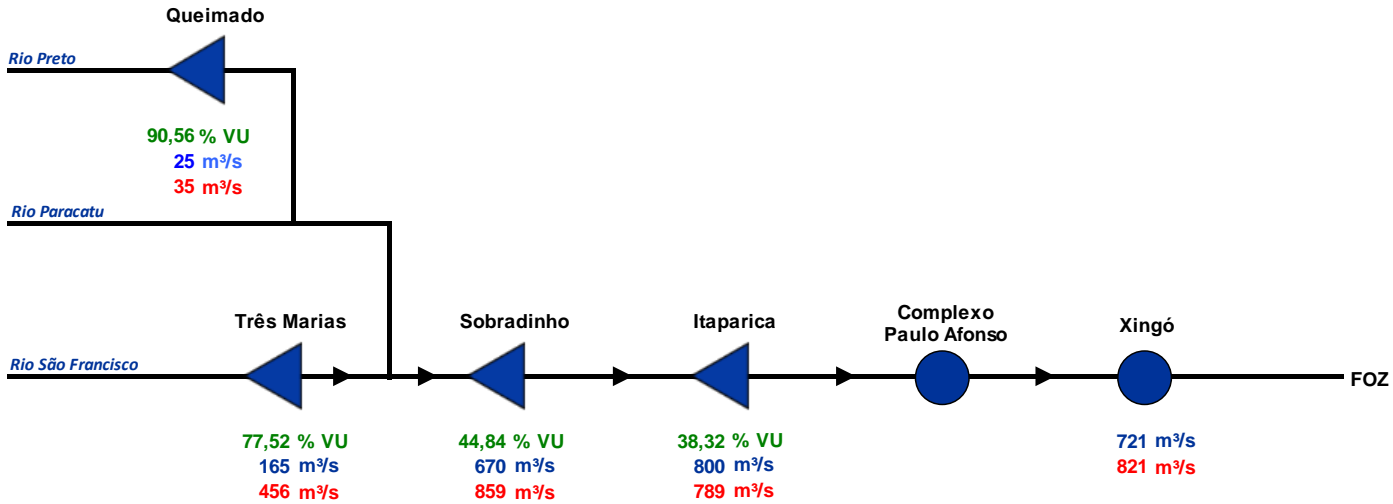 Queimado
Rio Preto
90,56 % VU
25 m³/s
35 m³/s
Rio Paracatu
Três Marias
Sobradinho
Itaparica
Complexo
Paulo Afonso
Xingó
Rio São Francisco
FOZ
77,52 % VU
165 m³/s
456 m³/s
44,84 % VU
670 m³/s
859 m³/s
38,32 % VU
800 m³/s
789 m³/s
721 m³/s
821 m³/s